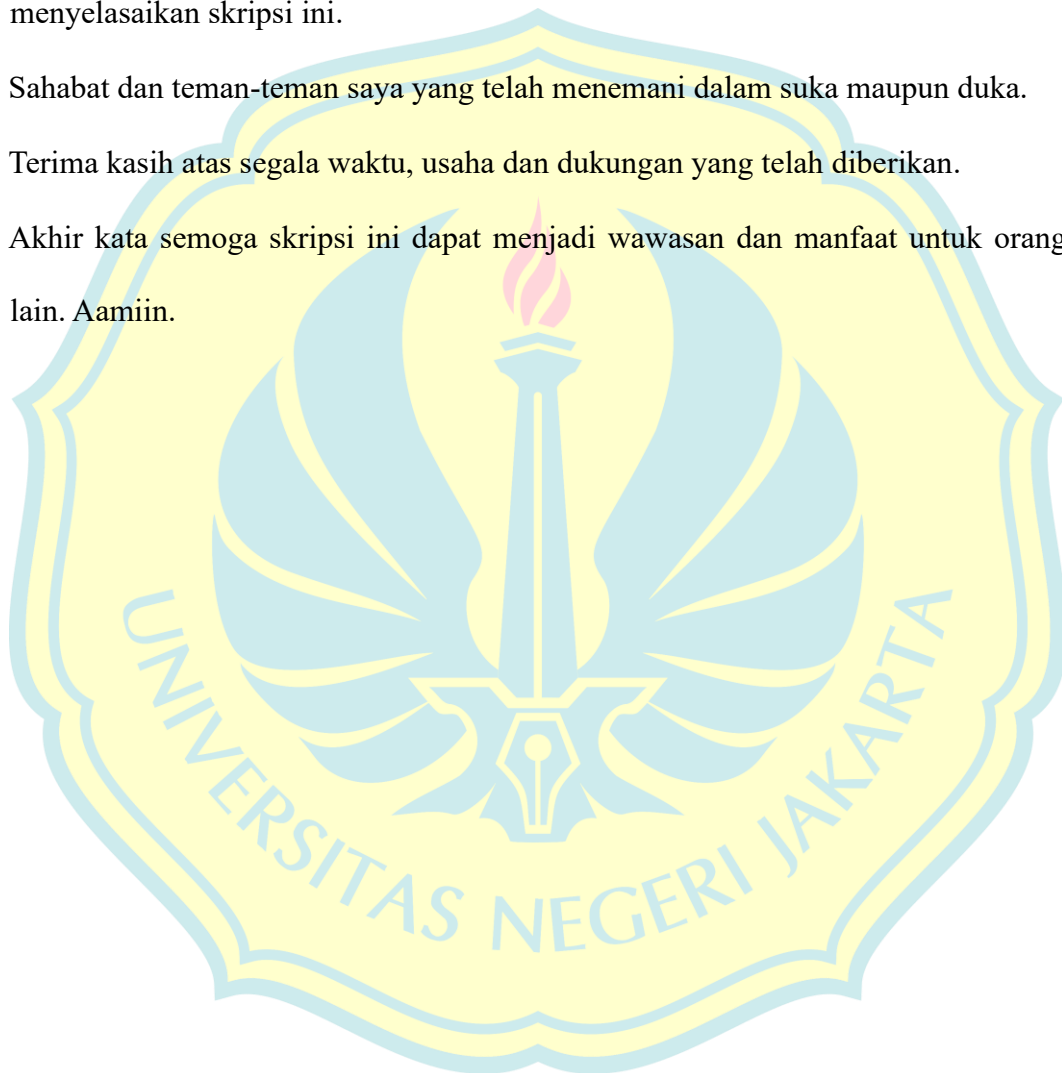 menyelasaikan skripsi ini.
Sahabat dan teman-teman saya yang telah menemani dalam suka maupun duka.
Terima kasih atas segala waktu, usaha dan dukungan yang telah diberikan.
Akhir kata semoga skripsi ini dapat menjadi wawasan dan manfaat untuk orang
lain. Aamiin.
UNIVERSITAS NEGERI JAKARTA